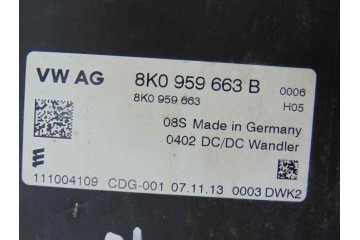 VW AG 8K0 959 663 B 0006
8K0 959 663 H05
08S Made in Germany
0402 DC/DC Wandler
111004109 CDG-001 07.11.13 0003 DWK2